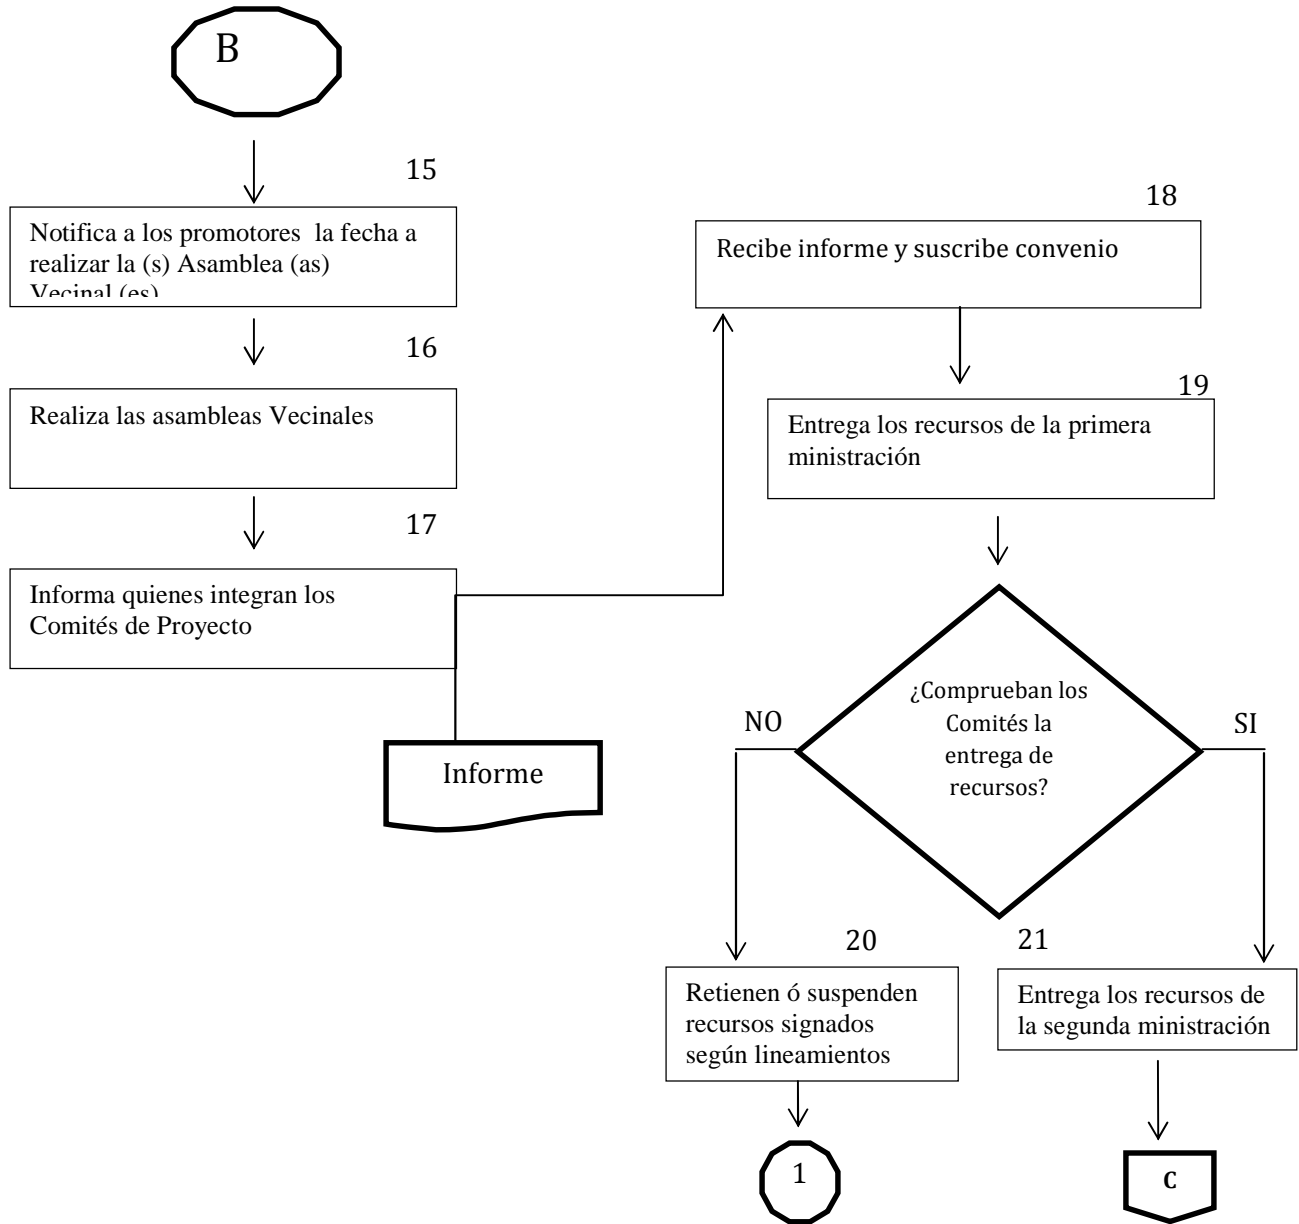 B
15
Notifica a los promotores la fecha a
realizar la (s) Asamblea (as)
Vecinal (es)
16
Realiza las asambleas Vecinales
17
Informa quienes integran los
Comités de Proyecto
Informe
18
Recibe informe y suscribe convenio
19
Entrega los recursos de la primera
ministración
¿Comprueban los
Comités la
entrega de
recursos?
NO
SI
20
Retienen ó suspenden
recursos signados
según lineamientos
1
21
Entrega los recursos de
la segunda ministración
C